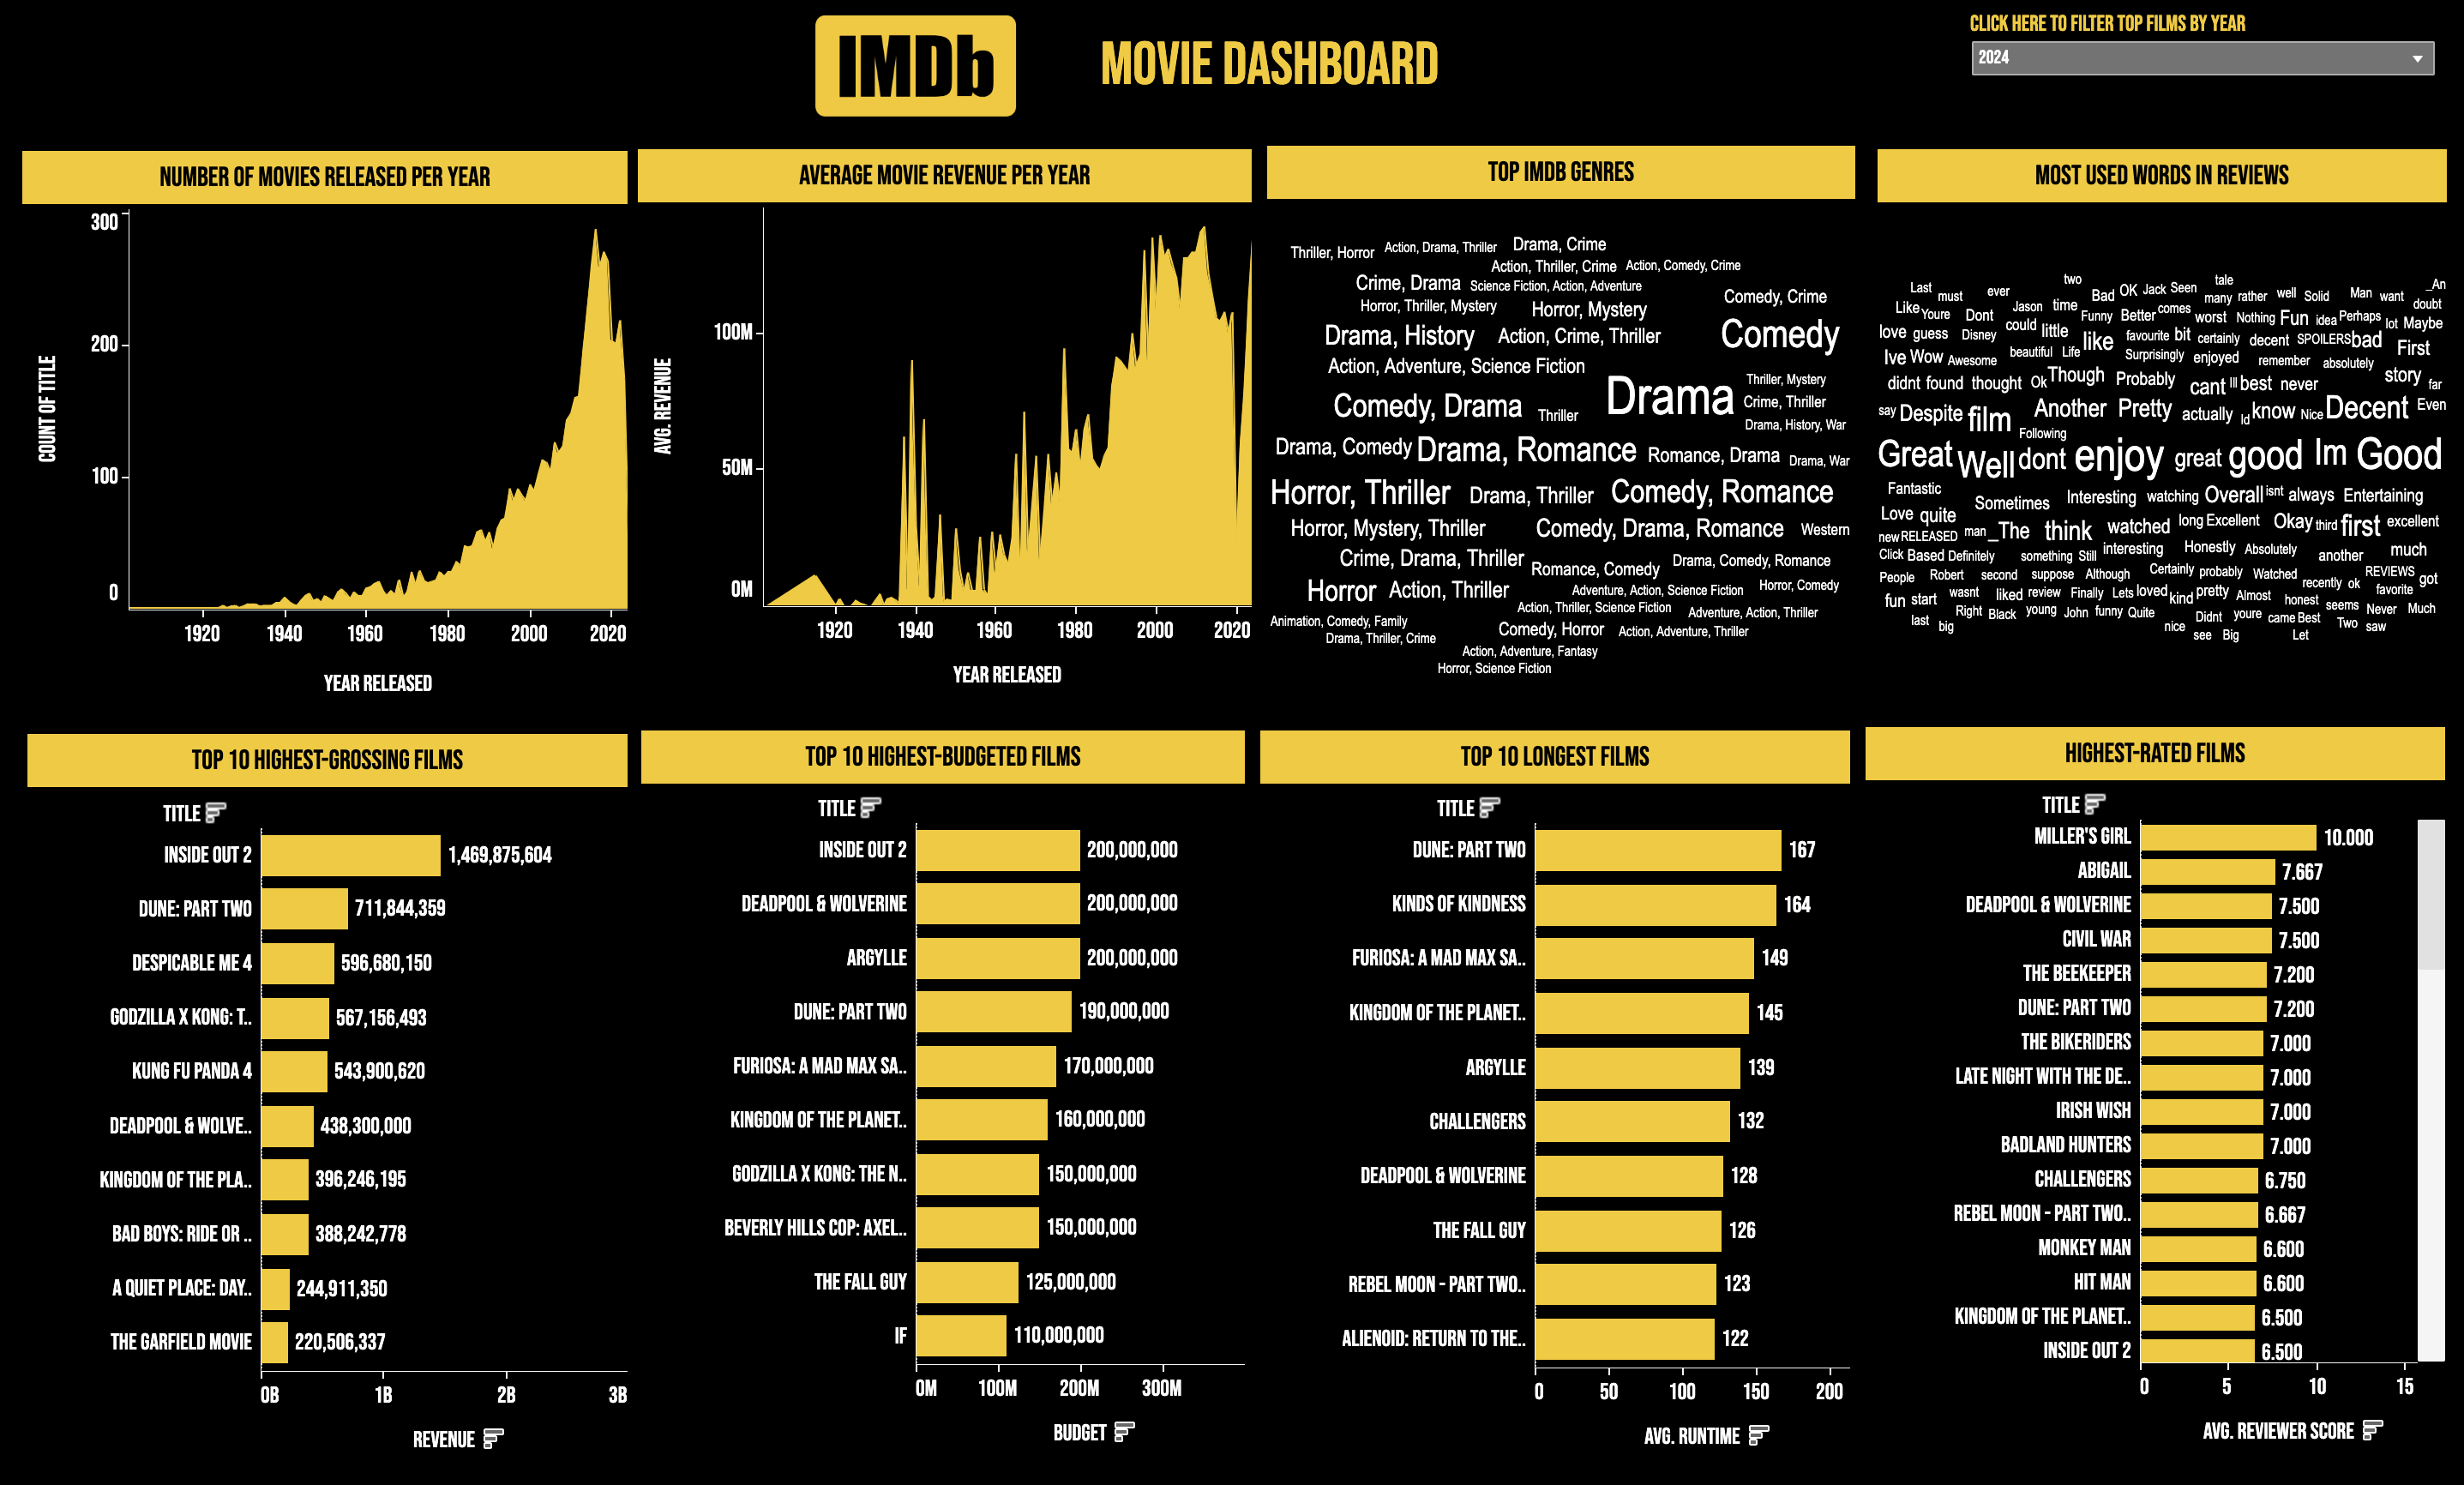 IMDb
MOVIE DASHBOARD
CLICK HERE TO FILTER TOP FILMS BY YEAR
2024
NUMBER OF MOVIES RELEASED PER YEAR
300
200
100
0
COUNT OF TITLE
1920 1940 1960 1980 2000 2020
YEAR RELEASED
AVERAGE MOVIE REVENUE PER YEAR
100M
50M
0M
AVG. REVENUE
1920 1940 1960 1980 2000 2020
YEAR RELEASED
TOP IMDB GENRES
Thriller, Horror Action, Drama, Thriller Drama, Crime
Action, Thriller, Crime Action, Comedy, Crime
Crime, Drama Science Fiction, Action, Adventure
Horror, Thriller, Mystery Horror, Mystery Comedy, Crime
Drama, History Action, Crime, Thriller Comedy
Action, Adventure, Science Fiction
Comedy, Drama Thriller Drama Thriller, Mystery
Crime, Thriller
Drama, History, War
Drama, Comedy Drama, Romance Romance, Drama Drama, War
Horror, Thriller Drama, Thriller Comedy, Romance
Horror, Mystery, Thriller Comedy, Drama, Romance Western
Crime, Drama, Thriller Romance, Comedy Drama, Comedy, Romance
Horror Action, Thriller Adventure, Action, Science Fiction Horror, Comedy
Action, Thriller, Science Fiction Adventure, Action, Thriller
Animation, Comedy, Family Comedy, Horror Action, Adventure, Thriller
Drama, Thriller, Crime
Action, Adventure, Fantasy
Horror, Science Fiction
MOST USED WORDS IN REVIEWS
two tale
Last must ever Bad OK Jack Seen many rather well Solid Man want _An
Like Youre Dont Jason time Funny Better comes worst Nothing Fun idea Perhaps lot Maybe doubt
love guess Disney could little like favourite bit certainly decent SPOILERS bad First
Ive Wow Awesome beautiful Life Surprisingly enjoyed remember absolutely
didnt found thought Ok Though Probably cant Ill best never story far
say Despite film Another Pretty actually Id know Nice Decent Even
Following
Great Well dont enjoy great good Im Good
Fantastic Sometimes Interesting watching Overall isnt always Entertaining
Love quite man _The think watched long Excellent Okay third first excellent
new RELEASED
Click Based Definitely something Still interesting Honestly Absolutely another much
People Robert second suppose Although Certainly probably Watched recently ok REVIEWS got
fun start wasnt liked review Finally Lets loved kind pretty Almost honest seems favorite
last big Right Black young John funny Quite nice Didnt youre came Best Two Never saw Much
see Big Let
TOP 10 HIGHEST-GROSSING FILMS
TITLE
INSIDE OUT 2 1,469,875,604
DUNE: PART TWO 711,844,359
DESPICABLE ME 4 596,680,150
GODZILLA X KONG: T.. 567,156,493
KUNG FU PANDA 4 543,900,620
DEADPOOL & WOLVE.. 438,300,000
KINGDOM OF THE PLA.. 396,246,195
BAD BOYS: RIDE OR .. 388,242,778
A QUIET PLACE: DAY.. 244,911,350
THE GARFIELD MOVIE 220,506,337
0B 1B 2B 3B
REVENUE
TOP 10 HIGHEST-BUDGETED FILMS
TITLE
INSIDE OUT 2 200,000,000
DEADPOOL & WOLVERINE 200,000,000
ARGYLLE 200,000,000
DUNE: PART TWO 190,000,000
FURIOSA: A MAD MAX SA.. 170,000,000
KINGDOM OF THE PLANET.. 160,000,000
GODZILLA X KONG: THE N.. 150,000,000
BEVERLY HILLS COP: AXEL.. 150,000,000
THE FALL GUY 125,000,000
IF 110,000,000
0M 100M 200M 300M
BUDGET
TOP 10 LONGEST FILMS
TITLE
DUNE: PART TWO 167
KINDS OF KINDNESS 164
FURIOSA: A MAD MAX SA.. 149
KINGDOM OF THE PLANET.. 145
ARGYLLE 139
CHALLENGERS 132
DEADPOOL & WOLVERINE 128
THE FALL GUY 126
REBEL MOON - PART TWO.. 123
ALIENOID: RETURN TO THE.. 122
0 50 100 150 200
AVG. RUNTIME
HIGHEST-RATED FILMS
TITLE
MILLER'S GIRL 10.000
ABIGAIL 7.667
DEADPOOL & WOLVERINE 7.500
CIVIL WAR 7.500
THE BEEKEEPER 7.200
DUNE: PART TWO 7.200
THE BIKERIDERS 7.000
LATE NIGHT WITH THE DE.. 7.000
IRISH WISH 7.000
BADLAND HUNTERS 7.000
CHALLENGERS 6.750
REBEL MOON - PART TWO.. 6.667
MONKEY MAN 6.600
HIT MAN 6.600
KINGDOM OF THE PLANET.. 6.500
INSIDE OUT 2 6.500
0 5 10 15
AVG. REVIEWER SCORE